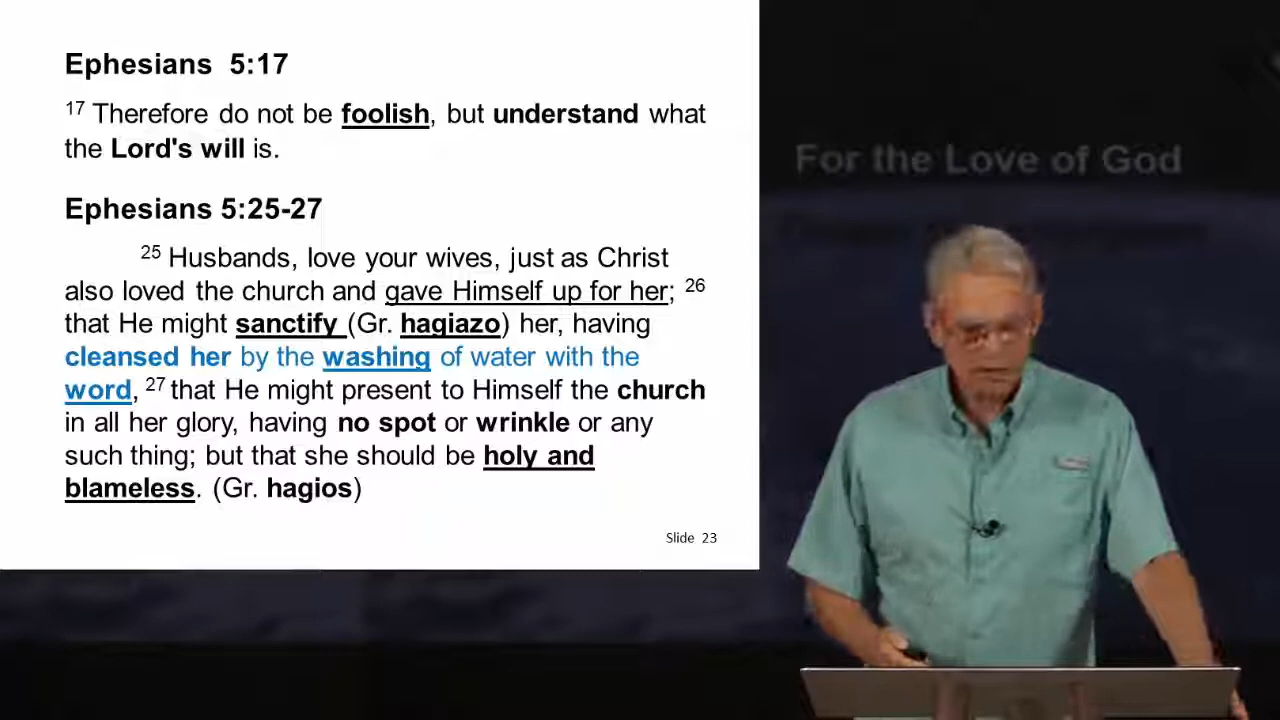 Ephesians 5:17
17 Therefore do not be foolish, but understand what
the Lord's will is.
Ephesians 5:25-27
25 Husbands, love your wives, just as Christ
also loved the church and gave Himself up for her; 26
that He might sanctify (Gr. hagiazo) her, having
cleansed her by the washing of water with the
word, 27 that He might present to Himself the church
in all her glory, having no spot or wrinkle or any
such thing; but that she should be holy and
blameless. (Gr. hagios)
Slide 23
For the Love of God